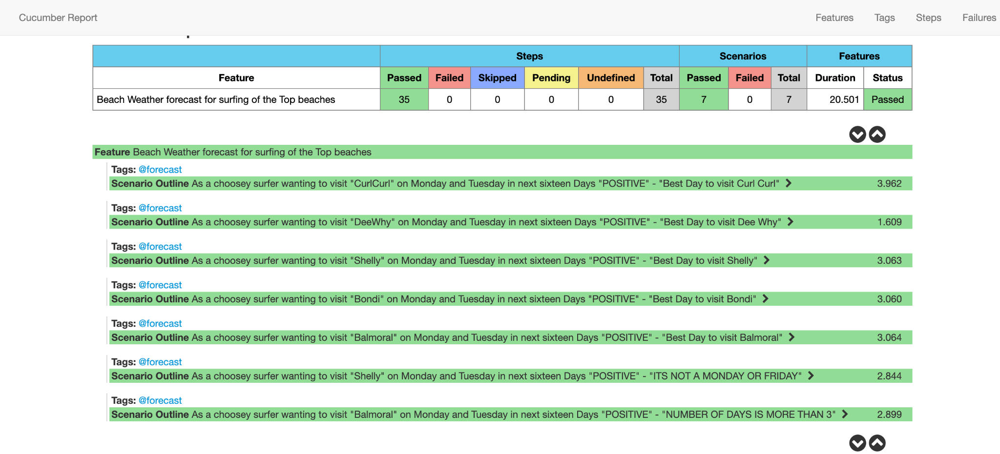 Cucumber Report Features Tags Steps Failures
Steps Scenarios Features
Feature Passed Failed Skipped Pending Undefined Total Passed Failed Total Duration Status
Beach Weather forecast for surfing of the Top beaches 35 0 0 0 0 35 7 0 7 20.501 Passed
Feature Beach Weather forecast for surfing of the Top beaches
Tags: @forecast
Scenario Outline As a choosey surfer wanting to visit "CurlCurl" on Monday and Tuesday in next sixteen Days "POSITIVE" - "Best Day to visit Curl Curl" 3.962
Tags: @forecast
Scenario Outline As a choosey surfer wanting to visit "DeeWhy" on Monday and Tuesday in next sixteen Days "POSITIVE" - "Best Day to visit Dee Why" 1.609
Tags: @forecast
Scenario Outline As a choosey surfer wanting to visit "Shelly" on Monday and Tuesday in next sixteen Days "POSITIVE" - "Best Day to visit Shelly" 3.063
Tags: @forecast
Scenario Outline As a choosey surfer wanting to visit "Bondi" on Monday and Tuesday in next sixteen Days "POSITIVE" - "Best Day to visit Bondi" 3.060
Tags: @forecast
Scenario Outline As a choosey surfer wanting to visit "Balmoral" on Monday and Tuesday in next sixteen Days "POSITIVE" - "Best Day to visit Balmoral" 3.064
Tags: @forecast
Scenario Outline As a choosey surfer wanting to visit "Shelly" on Monday and Tuesday in next sixteen Days "POSITIVE" - "ITS NOT A MONDAY OR FRIDAY" 2.844
Tags: @forecast
Scenario Outline As a choosey surfer wanting to visit "Balmoral" on Monday and Tuesday in next sixteen Days "POSITIVE" - "NUMBER OF DAYS IS MORE THAN 3" 2.899